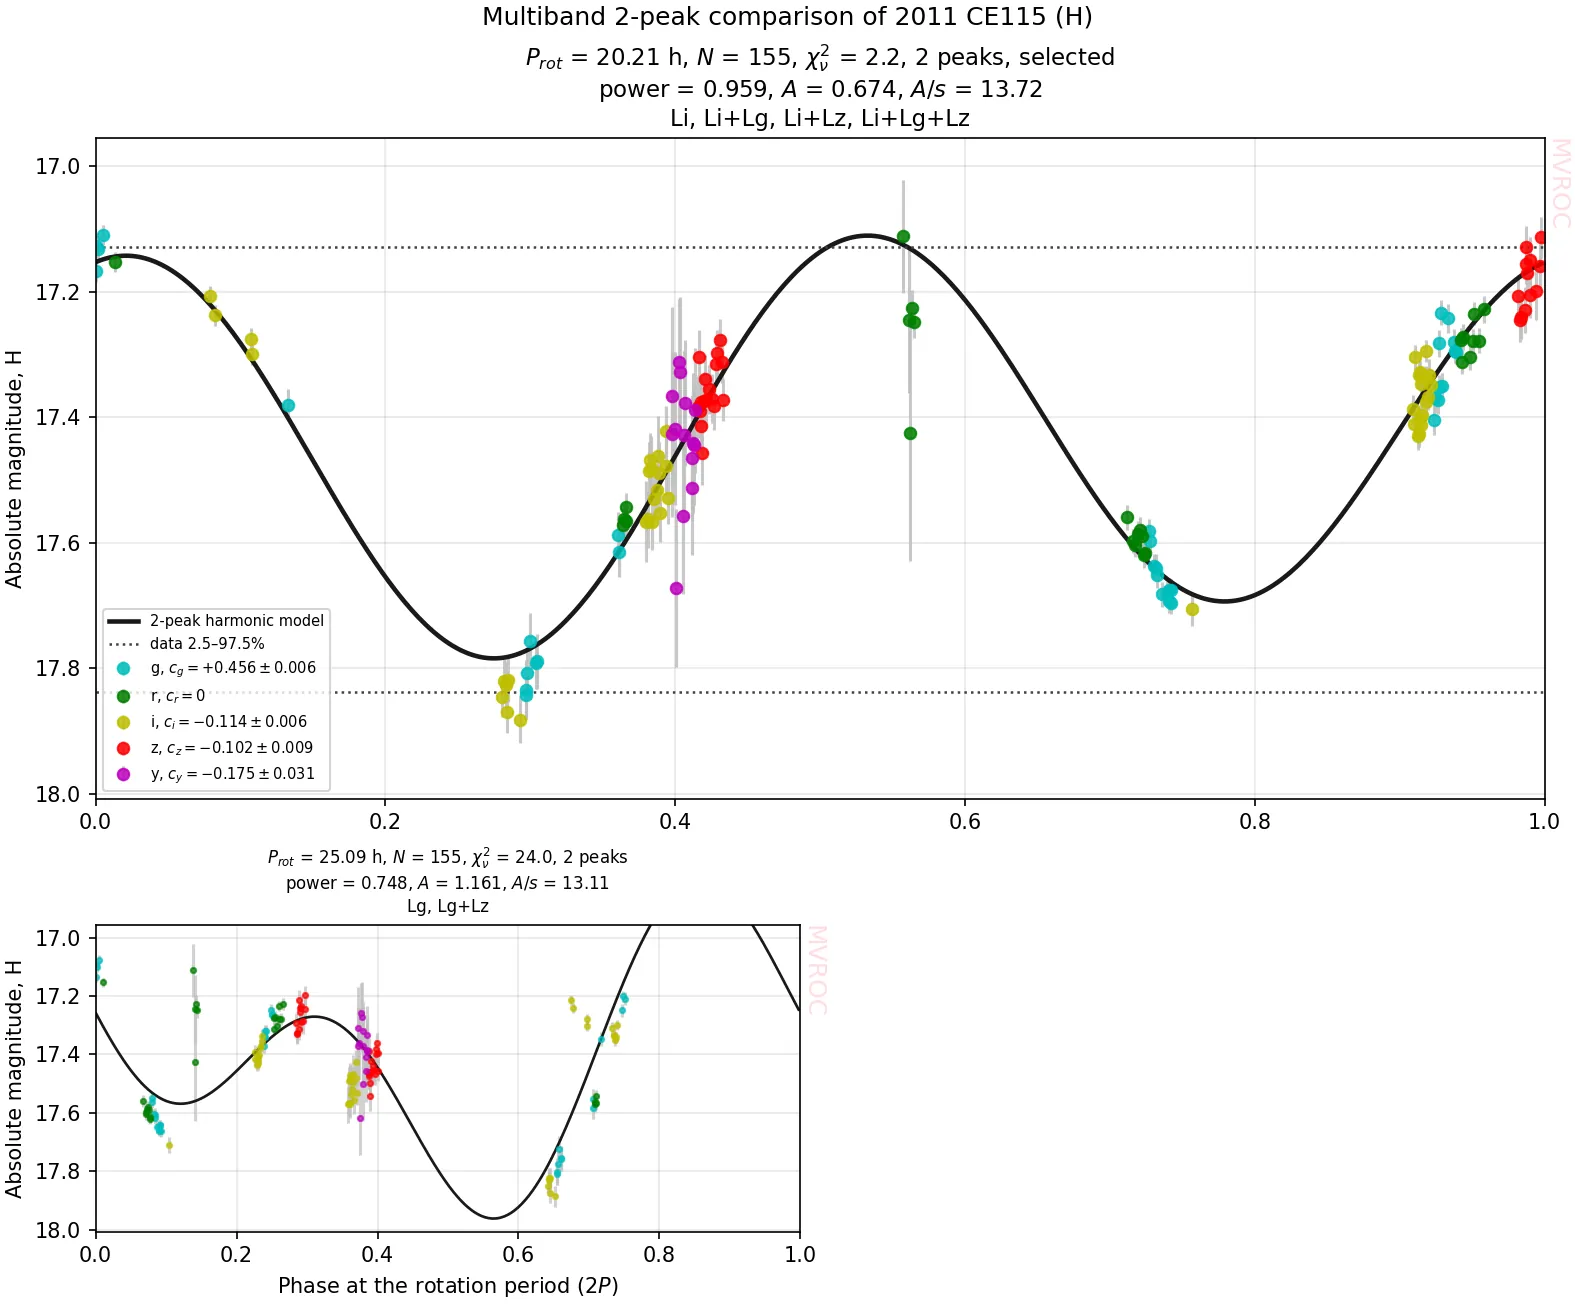 Multiband 2-peak comparison of 2011 CE115 (H)
P_rot = 20.21 h, N = 155, χ²_ν = 2.2, 2 peaks, selected
power = 0.959, A = 0.674, A/s = 13.72
Li, Li+Lg, Li+Lz, Li+Lg+Lz
MVROC
Absolute magnitude, H
17.0
17.2
17.4
17.6
17.8
18.0
2-peak harmonic model
data 2.5–97.5%
g, c_g = +0.456 ± 0.006
r, c_r = 0
i, c_i = −0.114 ± 0.006
z, c_z = −0.102 ± 0.009
y, c_y = −0.175 ± 0.031
0.0 0.2 0.4 0.6 0.8 1.0
P_rot = 25.09 h, N = 155, χ²_ν = 24.0, 2 peaks
power = 0.748, A = 1.161, A/s = 13.11
Lg, Lg+Lz
MVROC
Absolute magnitude, H
17.0
17.2
17.4
17.6
17.8
18.0
0.0 0.2 0.4 0.6 0.8 1.0
Phase at the rotation period (2P)